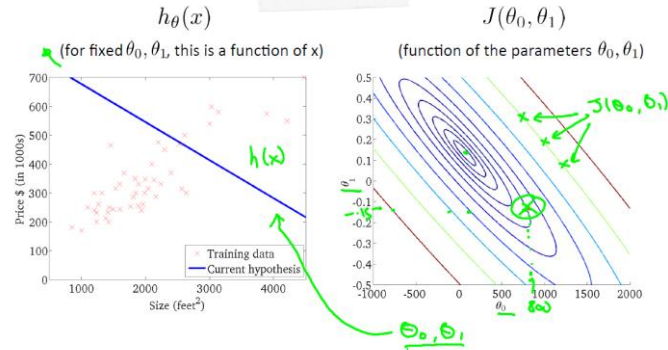 hθ(x)
(for fixed θ₀, θ₁, this is a function of x)
700
600
500
400
300
200
100
0
Price $ (in 1000s)
1000
2000
3000
4000
Size (feet²)
Training data
Current hypothesis
h(x)
θ₀, θ₁
J(θ₀, θ₁)
(function of the parameters θ₀, θ₁)
0.5
0.4
0.3
0.2
0.1
0
-0.1
-0.2
-0.3
-0.4
-0.5
θ₁
-1000
-500
0
500
1000
1500
2000
θ₀
J(θ₀, θ₁)
-.15
800